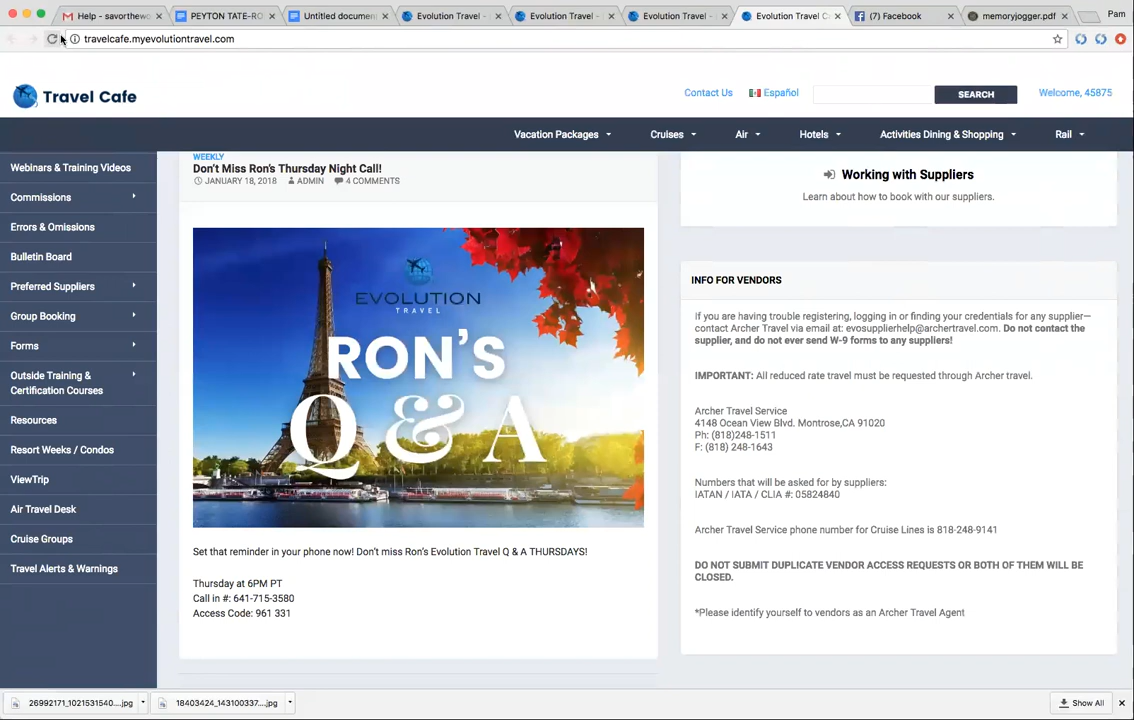 Help - savorthewo
PEYTON TATE-RO
Untitled documen
Evolution Travel -
Evolution Travel -
Evolution Travel -
Evolution Travel C
(7) Facebook
memoryjogger.pdf
Pam
travelcafe.myevolutiontravel.com
Travel Cafe
Contact Us
Español
SEARCH
Welcome, 45875
Vacation Packages
Cruises
Air
Hotels
Activities Dining & Shopping
Rail
Webinars & Training Videos
Commissions
Errors & Omissions
Bulletin Board
Preferred Suppliers
Group Booking
Forms
Outside Training &
Certification Courses
Resources
Resort Weeks / Condos
ViewTrip
Air Travel Desk
Cruise Groups
Travel Alerts & Warnings
WEEKLY
Don't Miss Ron's Thursday Night Call!
JANUARY 18, 2018 ADMIN 4 COMMENTS
EVOLUTION
TRAVEL
RON'S
Q & A
Set that reminder in your phone now! Don't miss Ron's Evolution Travel Q & A THURSDAYS!
Thursday at 6PM PT
Call in #: 641-715-3580
Access Code: 961 331
Working with Suppliers
Learn about how to book with our suppliers.
INFO FOR VENDORS
If you are having trouble registering, logging in or finding your credentials for any supplier—
contact Archer Travel via email at: evosupplierhelp@archertravel.com. Do not contact the
supplier, and do not ever send W-9 forms to any suppliers!
IMPORTANT: All reduced rate travel must be requested through Archer travel.
Archer Travel Service
4148 Ocean View Blvd. Montrose,CA 91020
Ph: (818)248-1511
F: (818) 248-1643
Numbers that will be asked for by suppliers:
IATAN / IATA / CLIA #: 05824840
Archer Travel Service phone number for Cruise Lines is 818-248-9141
DO NOT SUBMIT DUPLICATE VENDOR ACCESS REQUESTS OR BOTH OF THEM WILL BE
CLOSED.
*Please identify yourself to vendors as an Archer Travel Agent
26992171_1021531540....jpg
18403424_143100337....jpg
Show All